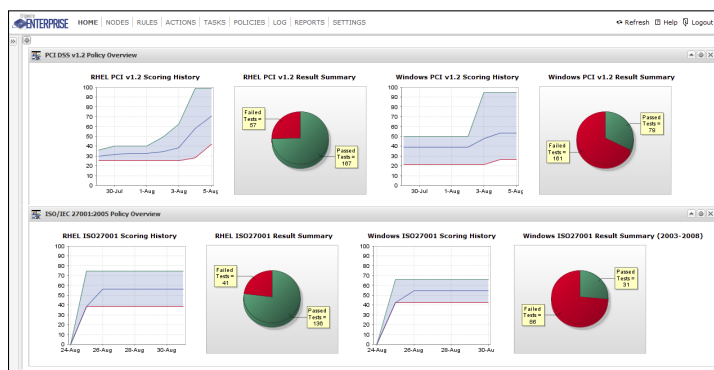 ENTERPRISE HOME NODES RULES ACTIONS TASKS POLICIES LOG REPORTS SETTINGS Refresh Help Logout
PCI DSS v1.2 Policy Overview
RHEL PCI v1.2 Scoring History
100
90
80
70
60
50
40
30
20
10
0
30-Jul 1-Aug 3-Aug 5-Aug
RHEL PCI v1.2 Result Summary
Failed Tests = 57
Passed Tests = 167
Windows PCI v1.2 Scoring History
100
90
80
70
60
50
40
30
20
10
0
30-Jul 1-Aug 3-Aug 5-Aug
Windows PCI v1.2 Result Summary
Passed Tests = 78
Failed Tests = 161
ISO/IEC 27001:2005 Policy Overview
RHEL ISO27001 Scoring History
100
90
80
70
60
50
40
30
20
10
0
24-Aug 26-Aug 28-Aug 30-Aug
RHEL ISO27001 Result Summary
Failed Tests = 41
Passed Tests = 136
Windows ISO27001 Scoring History
100
90
80
70
60
50
40
30
20
10
0
24-Aug 26-Aug 28-Aug 30-Au
Windows ISO27001 Result Summary (2003-2008)
Passed Tests = 31
Failed Tests = 86